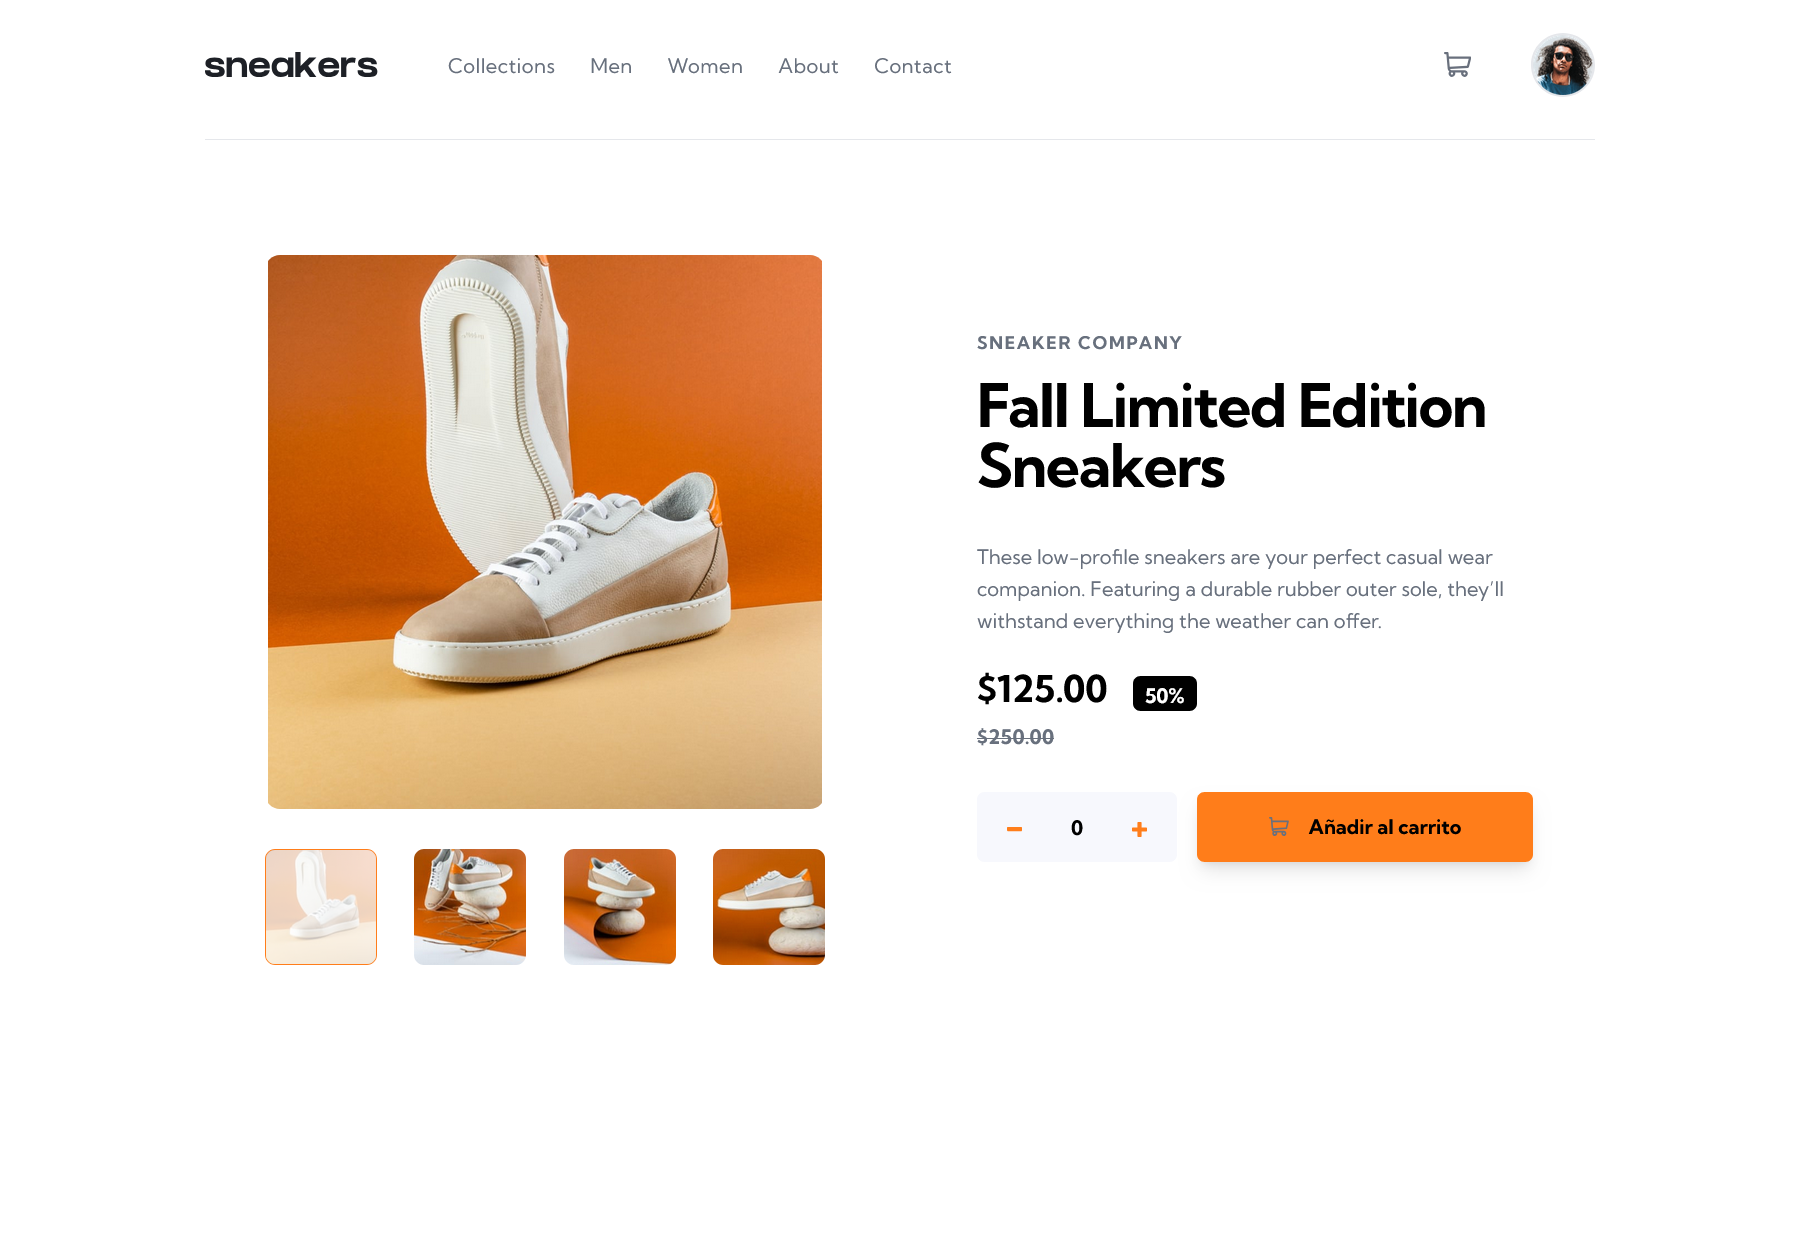 sneakers
Collections Men Women About Contact
SNEAKER COMPANY
Fall Limited Edition
Sneakers
These low-profile sneakers are your perfect casual wear
companion. Featuring a durable rubber outer sole, they’ll
withstand everything the weather can offer.
$125.00 50%
$250.00
− 0 +
Añadir al carrito